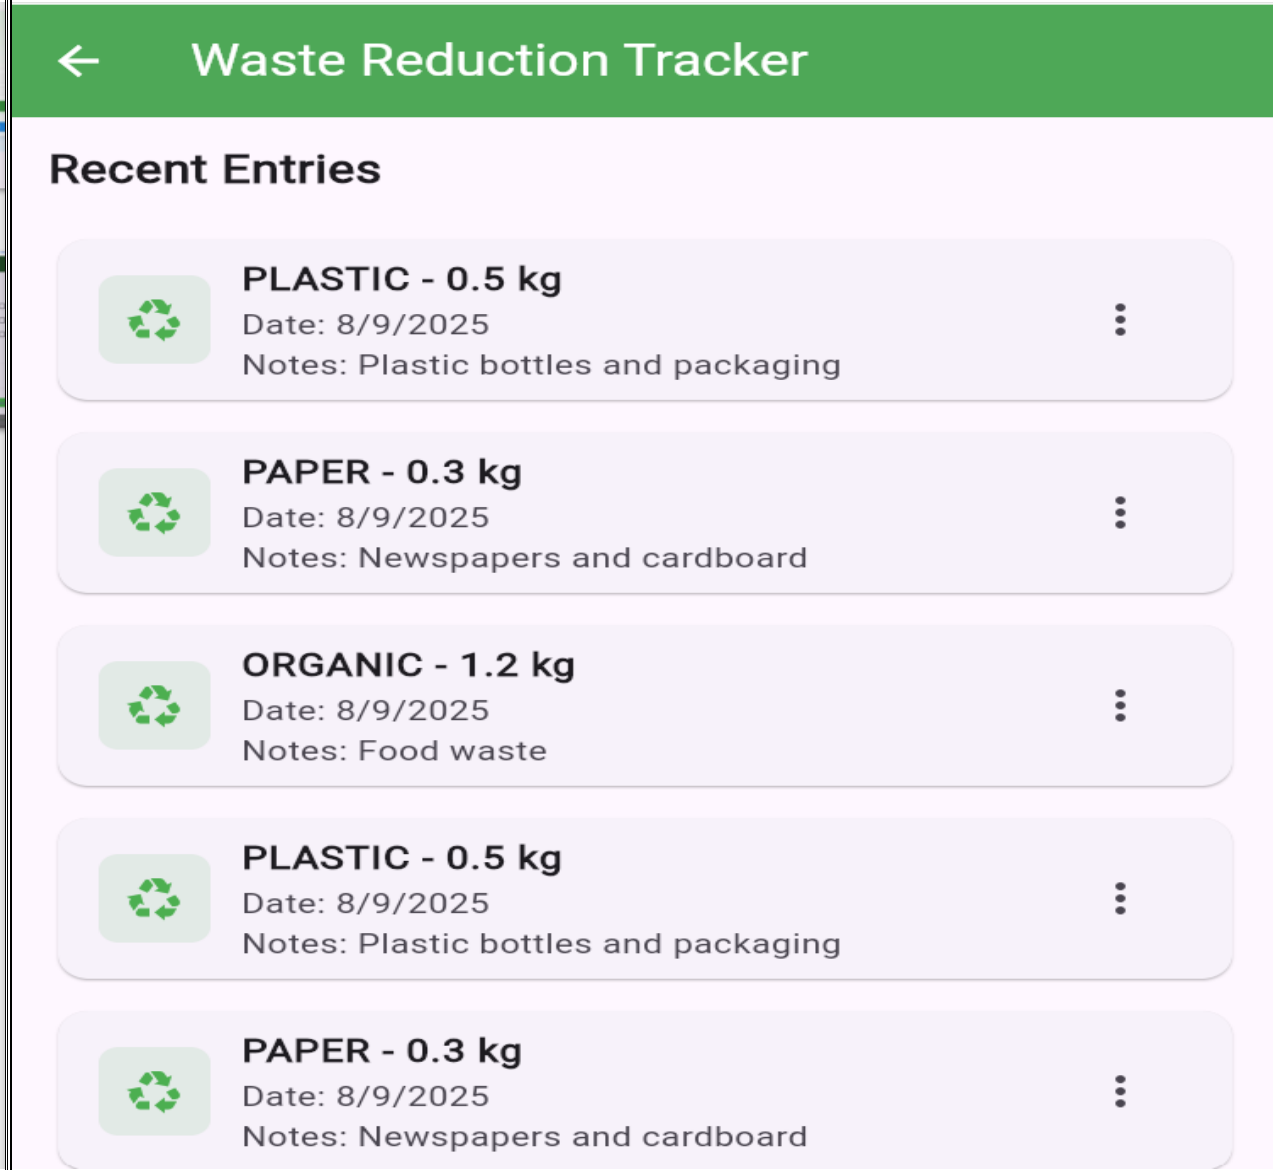 Waste Reduction Tracker
Recent Entries
PLASTIC - 0.5 kg
Date: 8/9/2025
Notes: Plastic bottles and packaging
PAPER - 0.3 kg
Date: 8/9/2025
Notes: Newspapers and cardboard
ORGANIC - 1.2 kg
Date: 8/9/2025
Notes: Food waste
PLASTIC - 0.5 kg
Date: 8/9/2025
Notes: Plastic bottles and packaging
PAPER - 0.3 kg
Date: 8/9/2025
Notes: Newspapers and cardboard